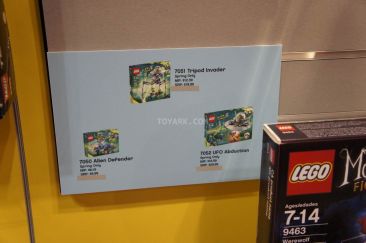 7051 Tripod Invader
Spring Only
TOYARK.COM
7050 Alien Defender
Spring Only
7052 UFO Abduction
Spring Only
LEGO
Ages/edades
7-14
9463
Werewolf